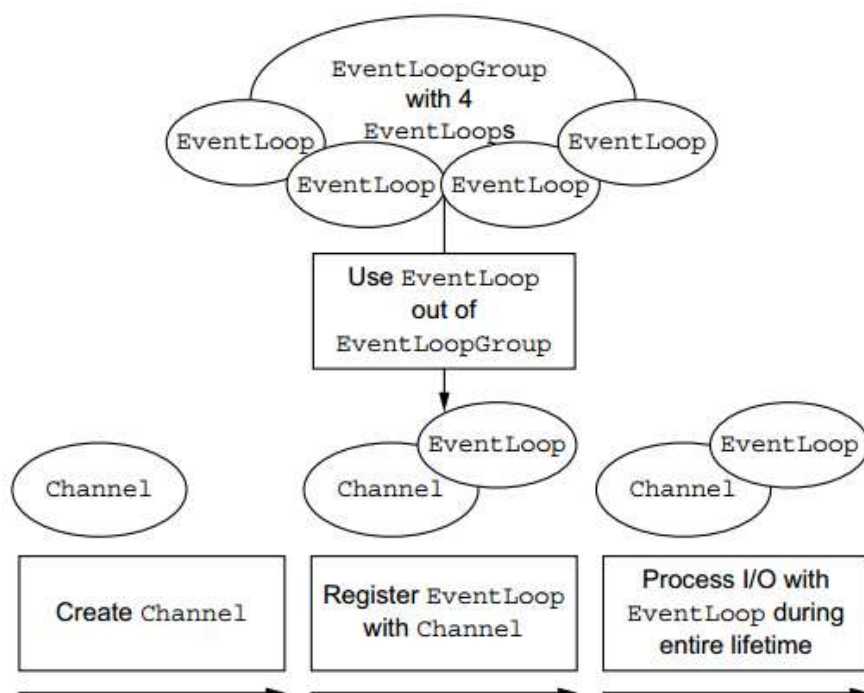 EventLoopGroup
with 4
EventLoops
EventLoop
EventLoop
EventLoop
EventLoop
Use EventLoop
out of
EventLoopGroup
EventLoop
Channel
EventLoop
Channel
Channel
Create Channel
Register EventLoop
with Channel
Process I/O with
EventLoop during
entire lifetime